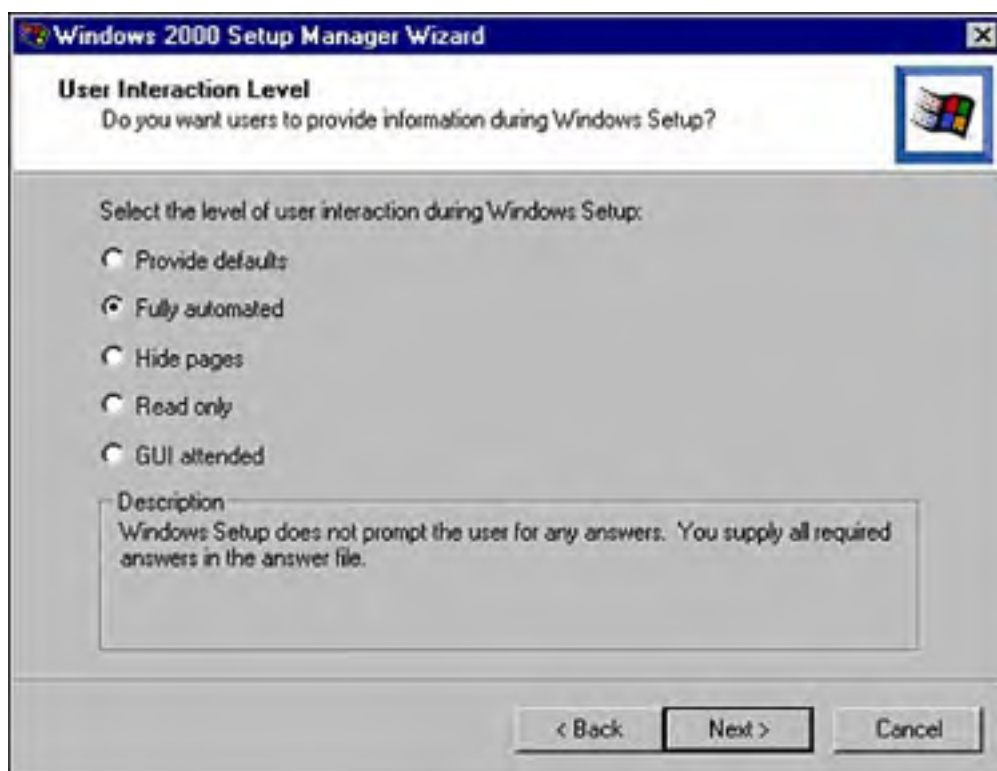 Windows 2000 Setup Manager Wizard
User Interaction Level
Do you want users to provide information during Windows Setup?
Select the level of user interaction during Windows Setup:
Provide defaults
Fully automated
Hide pages
Read only
GUI attended
Description
Windows Setup does not prompt the user for any answers. You supply all required
answers in the answer file.
< Back
Next >
Cancel